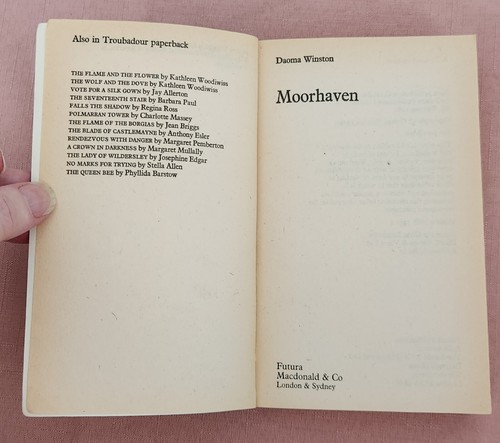 Also in Troubadour paperback
THE FLAME AND THE FLOWER by Kathleen Woodiwiss
THE WOLF AND THE DOVE by Kathleen Woodiwiss
VOTE FOR A SILK GOWN by Jay Allerton
THE SEVENTEENTH STAIR by Barbara Paul
FALLS THE SHADOW by Regina Ross
POLMARRAN TOWER by Charlotte Massey
THE FLAME OF THE BORGIAS by Jean Briggs
THE BLADE OF CASTLEMAYNE by Anthony Esler
RENDEZVOUS WITH DANGER by Margaret Pemberton
A CROWN IN DARKNESS by Margaret Mullally
THE LADY OF WILDERSLEY by Josephine Edgar
NO MARKS FOR TRYING by Stella Allen
THE QUEEN BEE by Phyllida Barstow
Daoma Winston
Moorhaven
Futura
Macdonald & Co
London & Sydney